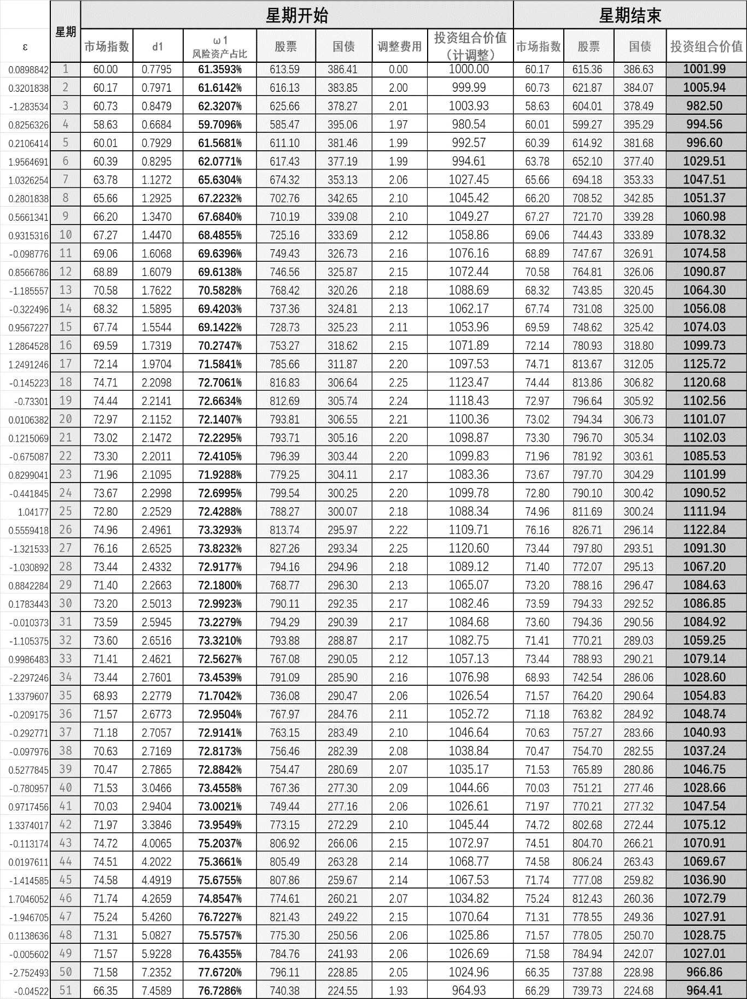 星期开始 星期结束
ε 星期 市场指数 d1 ω1 风险资产占比 股票 国债 调整费用 投资组合价值（计调整） 市场指数 股票 国债 投资组合价值
0.0898842 1 60.00 0.7795 61.3593% 613.59 386.41 0.00 1000.00 60.17 615.36 386.63 1001.99
0.3201838 2 60.17 0.7971 61.6142% 616.13 383.85 2.00 999.99 60.73 621.87 384.07 1005.94
-1.283534 3 60.73 0.8479 62.3207% 625.66 378.27 2.01 1003.93 58.63 604.01 378.49 982.50
0.8256326 4 58.63 0.6684 59.7096% 585.47 395.06 1.97 980.54 60.01 599.27 395.29 994.56
0.2106414 5 60.01 0.7929 61.5681% 611.10 381.46 1.99 992.57 60.39 614.92 381.68 996.60
1.9564691 6 60.39 0.8295 62.0771% 617.43 377.19 1.99 994.61 63.78 652.10 377.40 1029.51
1.0326254 7 63.78 1.1272 65.6304% 674.32 353.13 2.06 1027.45 65.66 694.18 353.33 1047.51
0.2801838 8 65.66 1.2925 67.2232% 702.76 342.65 2.10 1045.42 66.20 708.52 342.85 1051.37
0.5661341 9 66.20 1.3470 67.6840% 710.19 339.08 2.10 1049.27 67.27 721.70 339.28 1060.98
0.9315316 10 67.27 1.4470 68.4855% 725.16 333.69 2.12 1058.86 69.06 744.43 333.89 1078.32
-0.098776 11 69.06 1.6068 69.6396% 749.43 326.73 2.16 1076.16 68.89 747.67 326.91 1074.58
0.8566786 12 68.89 1.6079 69.6138% 746.56 325.87 2.15 1072.44 70.58 764.81 326.06 1090.87
-1.185557 13 70.58 1.7622 70.5828% 768.42 320.26 2.18 1088.69 68.32 743.85 320.45 1064.30
-0.322496 14 68.32 1.5895 69.4203% 737.36 324.81 2.13 1062.17 67.74 731.08 325.00 1056.08
0.9567227 15 67.74 1.5544 69.1422% 728.73 325.23 2.11 1053.96 69.59 748.62 325.42 1074.03
1.2864528 16 69.59 1.7319 70.2747% 753.27 318.62 2.15 1071.89 72.14 780.93 318.80 1099.73
1.2491246 17 72.14 1.9704 71.5841% 785.66 311.87 2.20 1097.53 74.71 813.67 312.05 1125.72
-0.145223 18 74.71 2.2098 72.7061% 816.83 306.64 2.25 1123.47 74.44 813.86 306.82 1120.68
-0.73301 19 74.44 2.2141 72.6634% 812.69 305.74 2.24 1118.43 72.97 796.64 305.92 1102.56
0.0106382 20 72.97 2.1152 72.1407% 793.81 306.55 2.21 1100.36 73.02 794.34 306.73 1101.07
0.1215069 21 73.02 2.1472 72.2295% 793.71 305.16 2.20 1098.87 73.30 796.70 305.34 1102.03
-0.675087 22 73.30 2.2011 72.4105% 796.39 303.44 2.20 1099.83 71.96 781.92 303.61 1085.53
0.8299041 23 71.96 2.1095 71.9288% 779.25 304.11 2.17 1083.36 73.67 797.70 304.29 1101.99
-0.441845 24 73.67 2.2998 72.6995% 799.54 300.25 2.20 1099.78 72.80 790.10 300.42 1090.52
1.04177 25 72.80 2.2529 72.4288% 788.27 300.07 2.18 1088.34 74.96 811.69 300.24 1111.94
0.5559418 26 74.96 2.4961 73.3293% 813.74 295.97 2.22 1109.71 76.16 826.71 296.14 1122.84
-1.321533 27 76.16 2.6525 73.8232% 827.26 293.34 2.25 1120.60 73.44 797.80 293.51 1091.30
-1.030892 28 73.44 2.4332 72.9177% 794.16 294.96 2.18 1089.12 71.40 772.07 295.13 1067.20
0.8842284 29 71.40 2.2663 72.1800% 768.77 296.30 2.13 1065.07 73.20 788.16 296.47 1084.63
0.1783443 30 73.20 2.5013 72.9923% 790.11 292.35 2.17 1082.46 73.59 794.33 292.52 1086.85
-0.010373 31 73.59 2.5945 73.2279% 794.29 290.39 2.17 1084.68 73.60 794.36 290.56 1084.92
-1.105375 32 73.60 2.6516 73.3210% 793.88 288.87 2.17 1082.75 71.41 770.21 289.03 1059.25
0.9986483 33 71.41 2.4621 72.5627% 767.08 290.05 2.12 1057.13 73.44 788.93 290.21 1079.14
-2.297246 34 73.44 2.7601 73.4539% 791.09 285.90 2.16 1076.98 68.93 742.54 286.06 1028.60
1.3379607 35 68.93 2.2779 71.7042% 736.08 290.47 2.06 1026.54 71.57 764.20 290.64 1054.83
-0.209175 36 71.57 2.6773 72.9504% 767.97 284.76 2.11 1052.72 71.18 763.82 284.92 1048.74
-0.292771 37 71.18 2.7057 72.9141% 763.15 283.49 2.10 1046.64 70.63 757.27 283.66 1040.93
-0.097976 38 70.63 2.7169 72.8173% 756.46 282.39 2.08 1038.84 70.47 754.70 282.55 1037.24
0.5277845 39 70.47 2.7865 72.8842% 754.47 280.69 2.07 1035.17 71.53 765.89 280.86 1046.75
-0.780957 40 71.53 3.0466 73.4558% 767.36 277.30 2.09 1044.66 70.03 751.21 277.46 1028.66
0.9717456 41 70.03 2.9404 73.0021% 749.44 277.16 2.06 1026.61 71.97 770.21 277.32 1047.54
1.3374017 42 71.97 3.3846 73.9549% 773.15 272.29 2.10 1045.44 74.72 802.68 272.44 1075.12
-0.113174 43 74.72 4.0065 75.2037% 806.92 266.06 2.15 1072.97 74.51 804.70 266.21 1070.91
0.0197611 44 74.51 4.2022 75.3661% 805.49 263.28 2.14 1068.77 74.58 806.24 263.43 1069.67
-1.414585 45 74.58 4.4919 75.6755% 807.86 259.67 2.14 1067.53 71.74 777.08 259.82 1036.90
1.7046052 46 71.74 4.2659 74.8547% 774.61 260.21 2.07 1034.82 75.24 812.43 260.36 1072.79
-1.946705 47 75.24 5.4260 76.7227% 821.43 249.22 2.15 1070.64 71.31 778.55 249.36 1027.91
0.1138636 48 71.31 5.0827 75.5757% 775.30 250.56 2.06 1025.86 71.57 778.05 250.70 1028.75
-0.005602 49 71.57 5.9228 76.4355% 784.76 241.93 2.06 1026.69 71.58 784.94 242.07 1027.01
-2.752493 50 71.58 7.2352 77.6720% 796.11 228.85 2.05 1024.96 66.35 737.88 228.98 966.86
-0.04522 51 66.35 7.4589 76.7286% 740.38 224.55 1.93 964.93 66.29 739.73 224.68 964.41